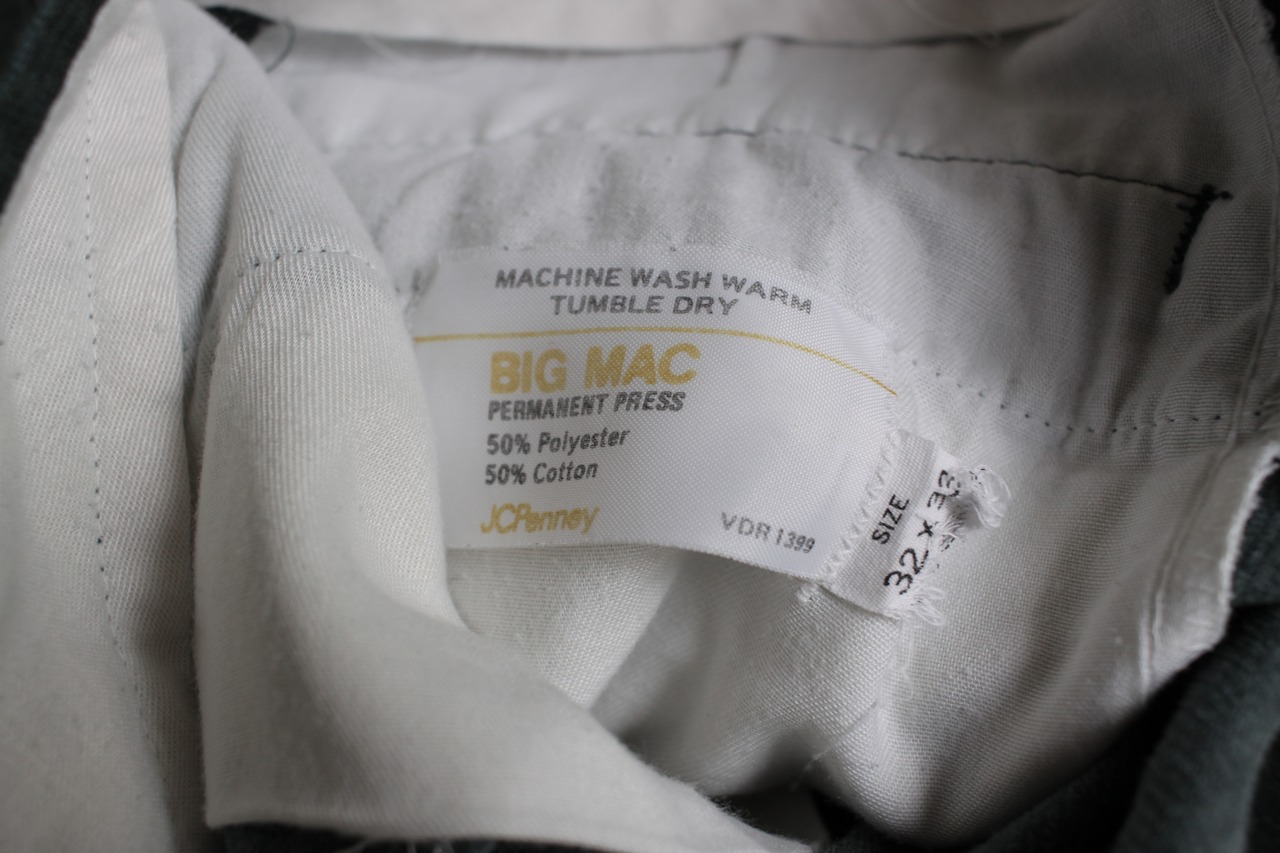 MACHINE WASH WARM
TUMBLE DRY
BIG MAC
PERMANENT PRESS
50% Polyester
50% Cotton
JCPenney
VDR 1399
SIZE
32 x